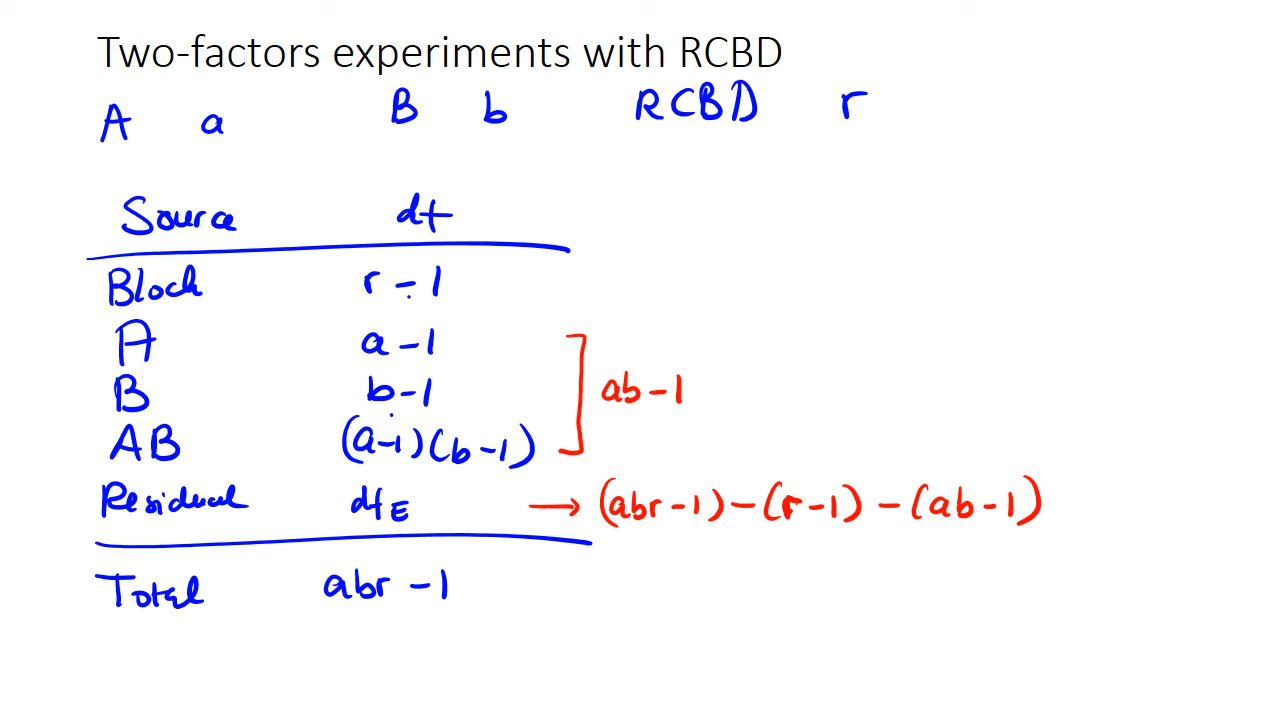 Two-factors experiments with RCBD
A a B b RCBD r
Source df
Block r - 1
A a - 1
B b - 1
ab - 1
AB (a-1)(b-1)
Residual dfE → (abr - 1) - (r - 1) - (ab - 1)
Total abr - 1